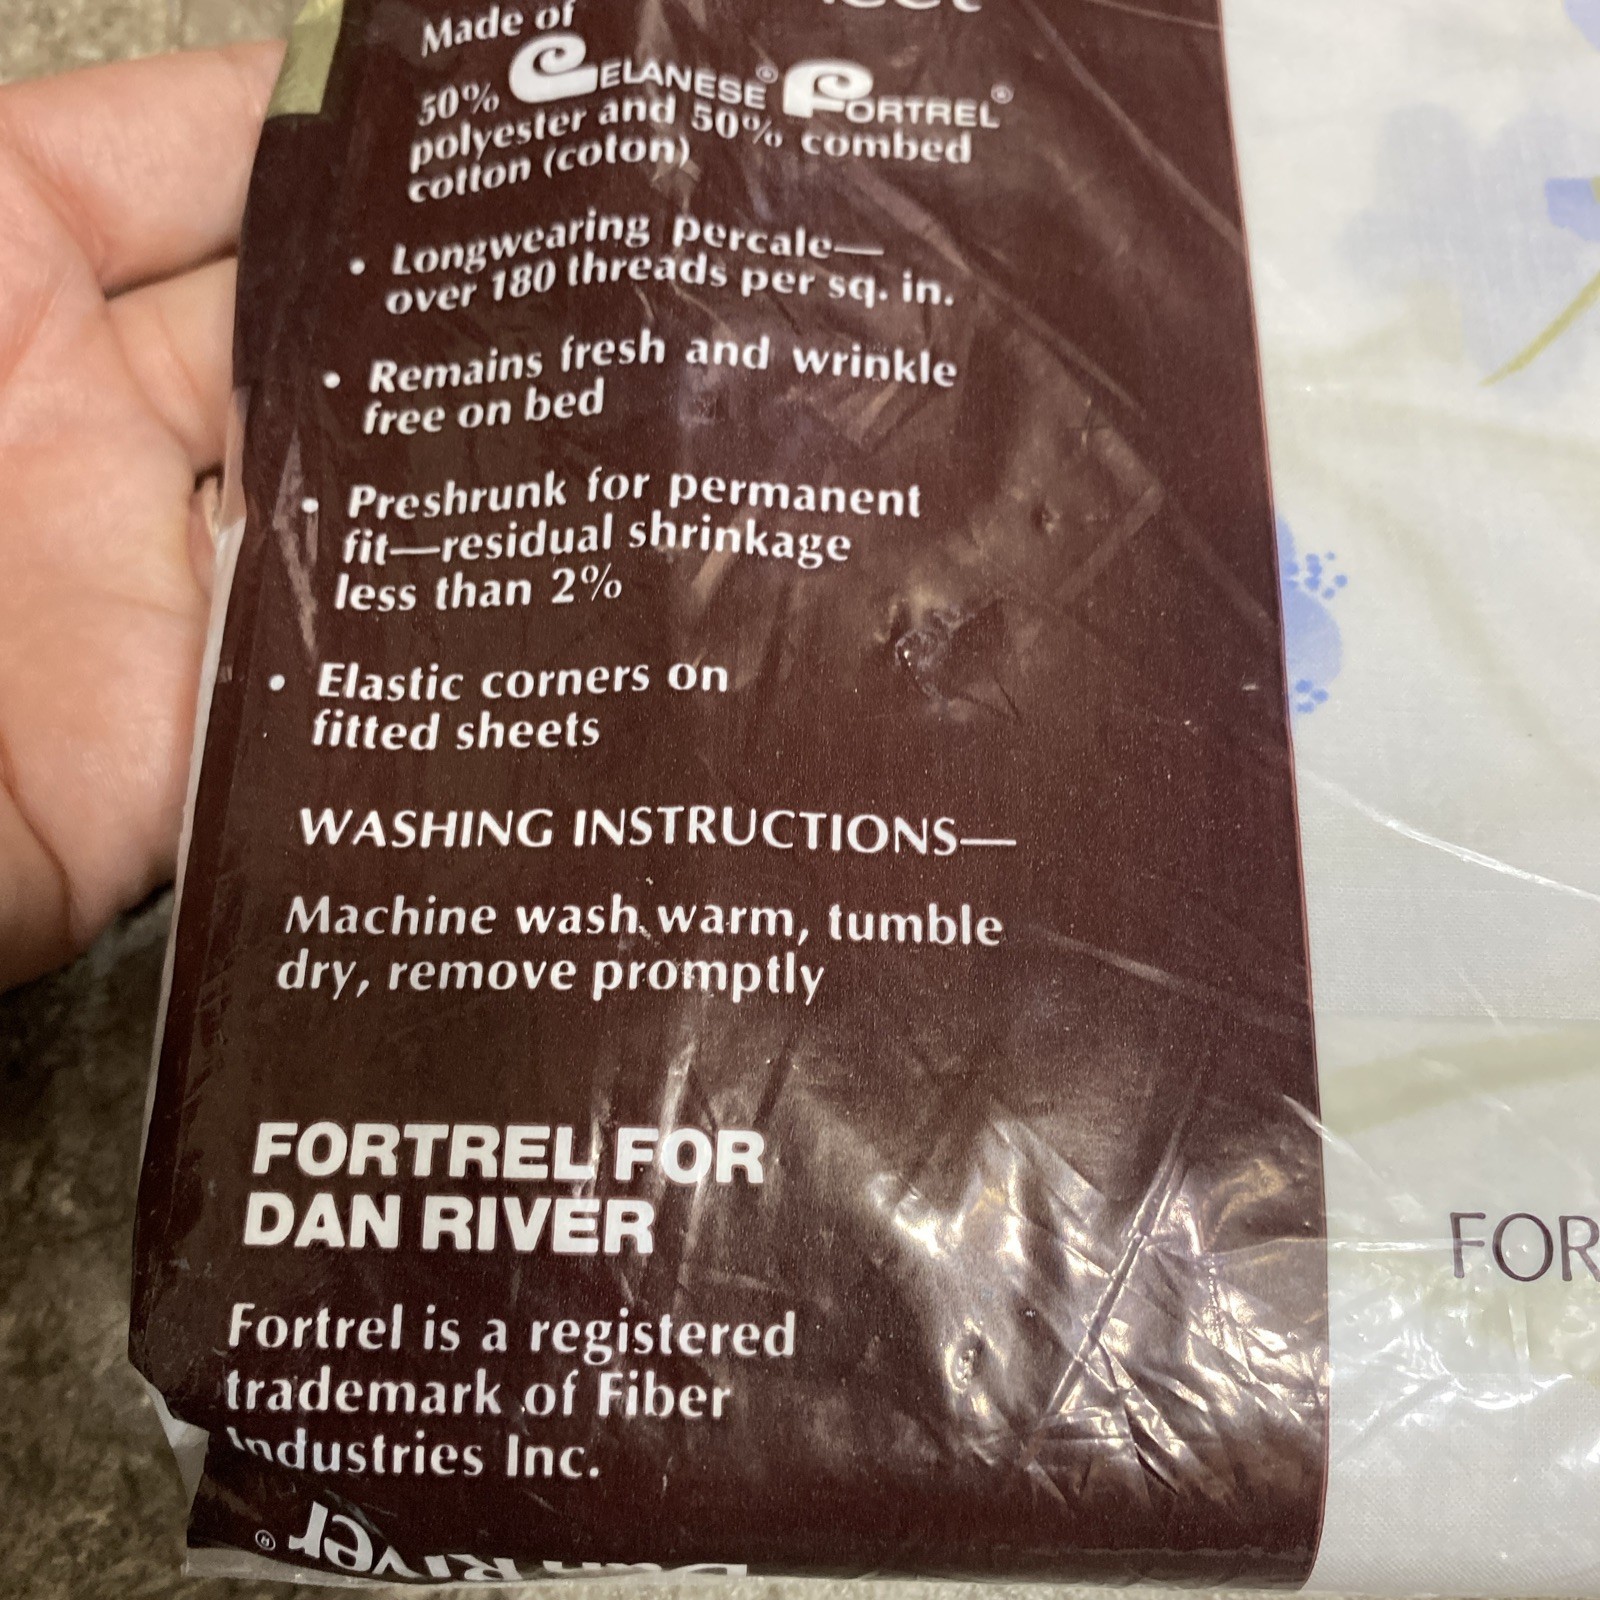 Made of
50% CELANESE® FORTREL®
polyester and 50% combed
cotton (coton)
• Longwearing percale—
over 180 threads per sq. in.
• Remains fresh and wrinkle
free on bed
• Preshrunk for permanent
fit—residual shrinkage
less than 2%
• Elastic corners on
fitted sheets
WASHING INSTRUCTIONS—
Machine wash warm, tumble
dry, remove promptly
FORTREL FOR
DAN RIVER
Fortrel is a registered
trademark of Fiber
Industries Inc.
Dan River®
FOR